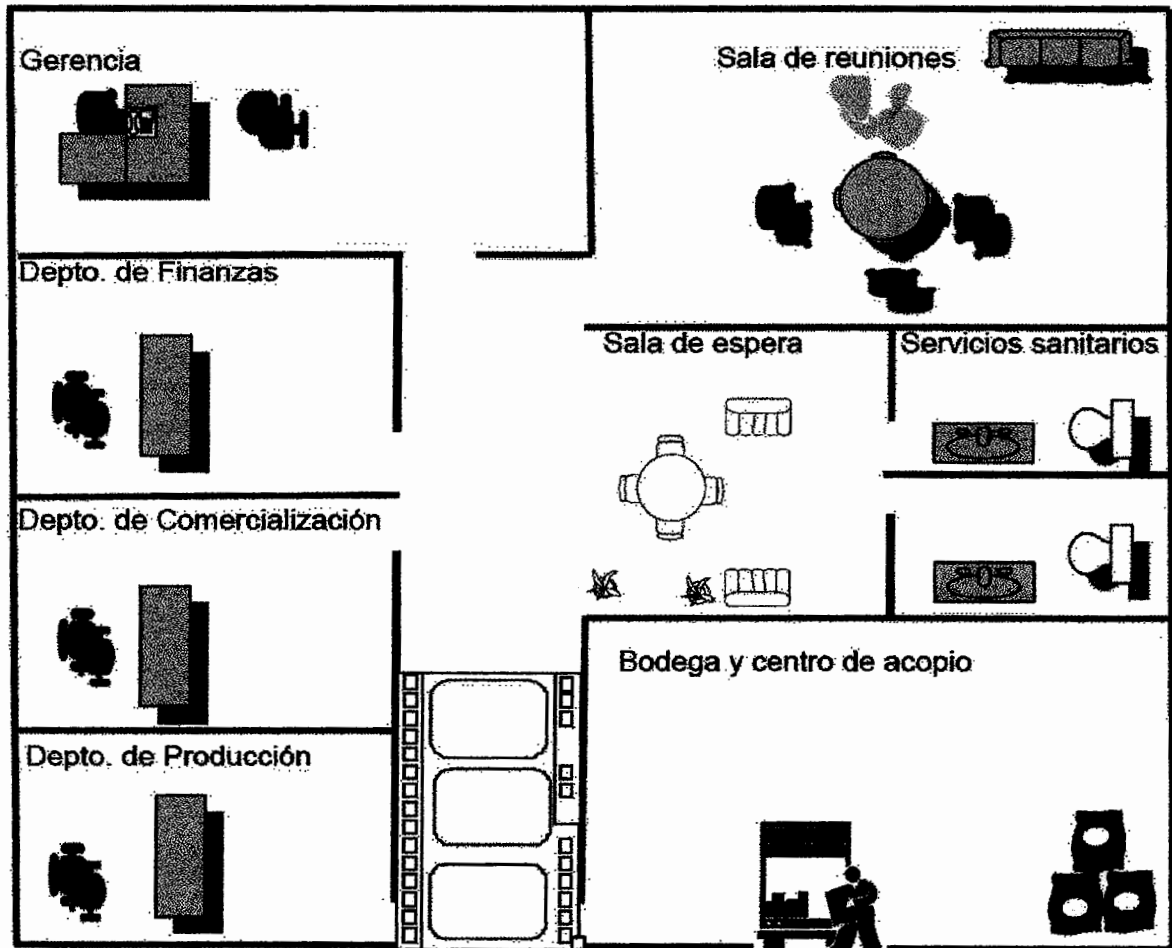 Gerencia
Sala de reuniones
Depto. de Finanzas
Sala de espera
Servicios sanitarios
Depto. de Comercialización
Bodega y centro de acopio
Depto. de Producción